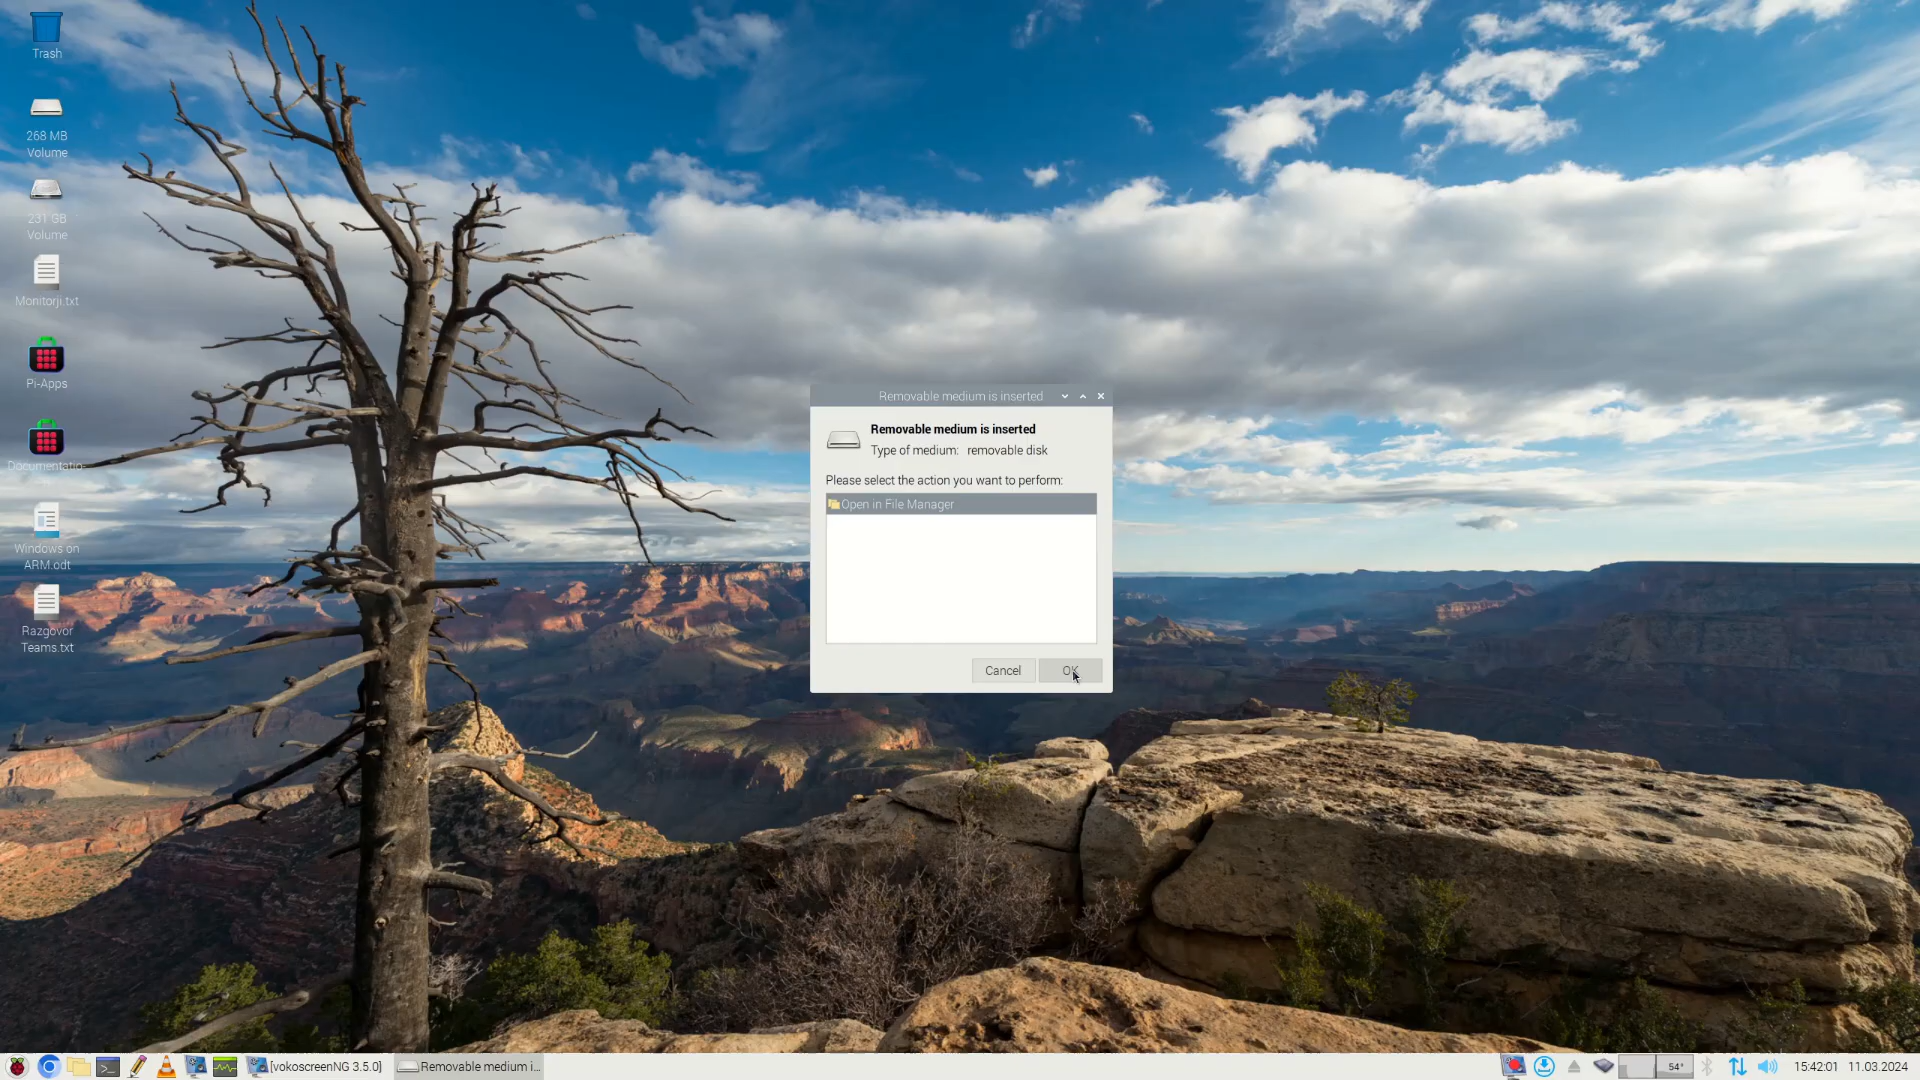 Trash
268 MB
Volume
231 GB
Volume
Monitorji.txt
Pi-Apps
Documentatio
Windows on
ARM.odt
Razgovor
Teams.txt
Removable medium is inserted
Removable medium is inserted
Type of medium: removable disk
Please select the action you want to perform:
Open in File Manager
Cancel
OK
[vokoscreenNG 3.5.0]
Removable medium i...
54°
15:42:01
11.03.2024